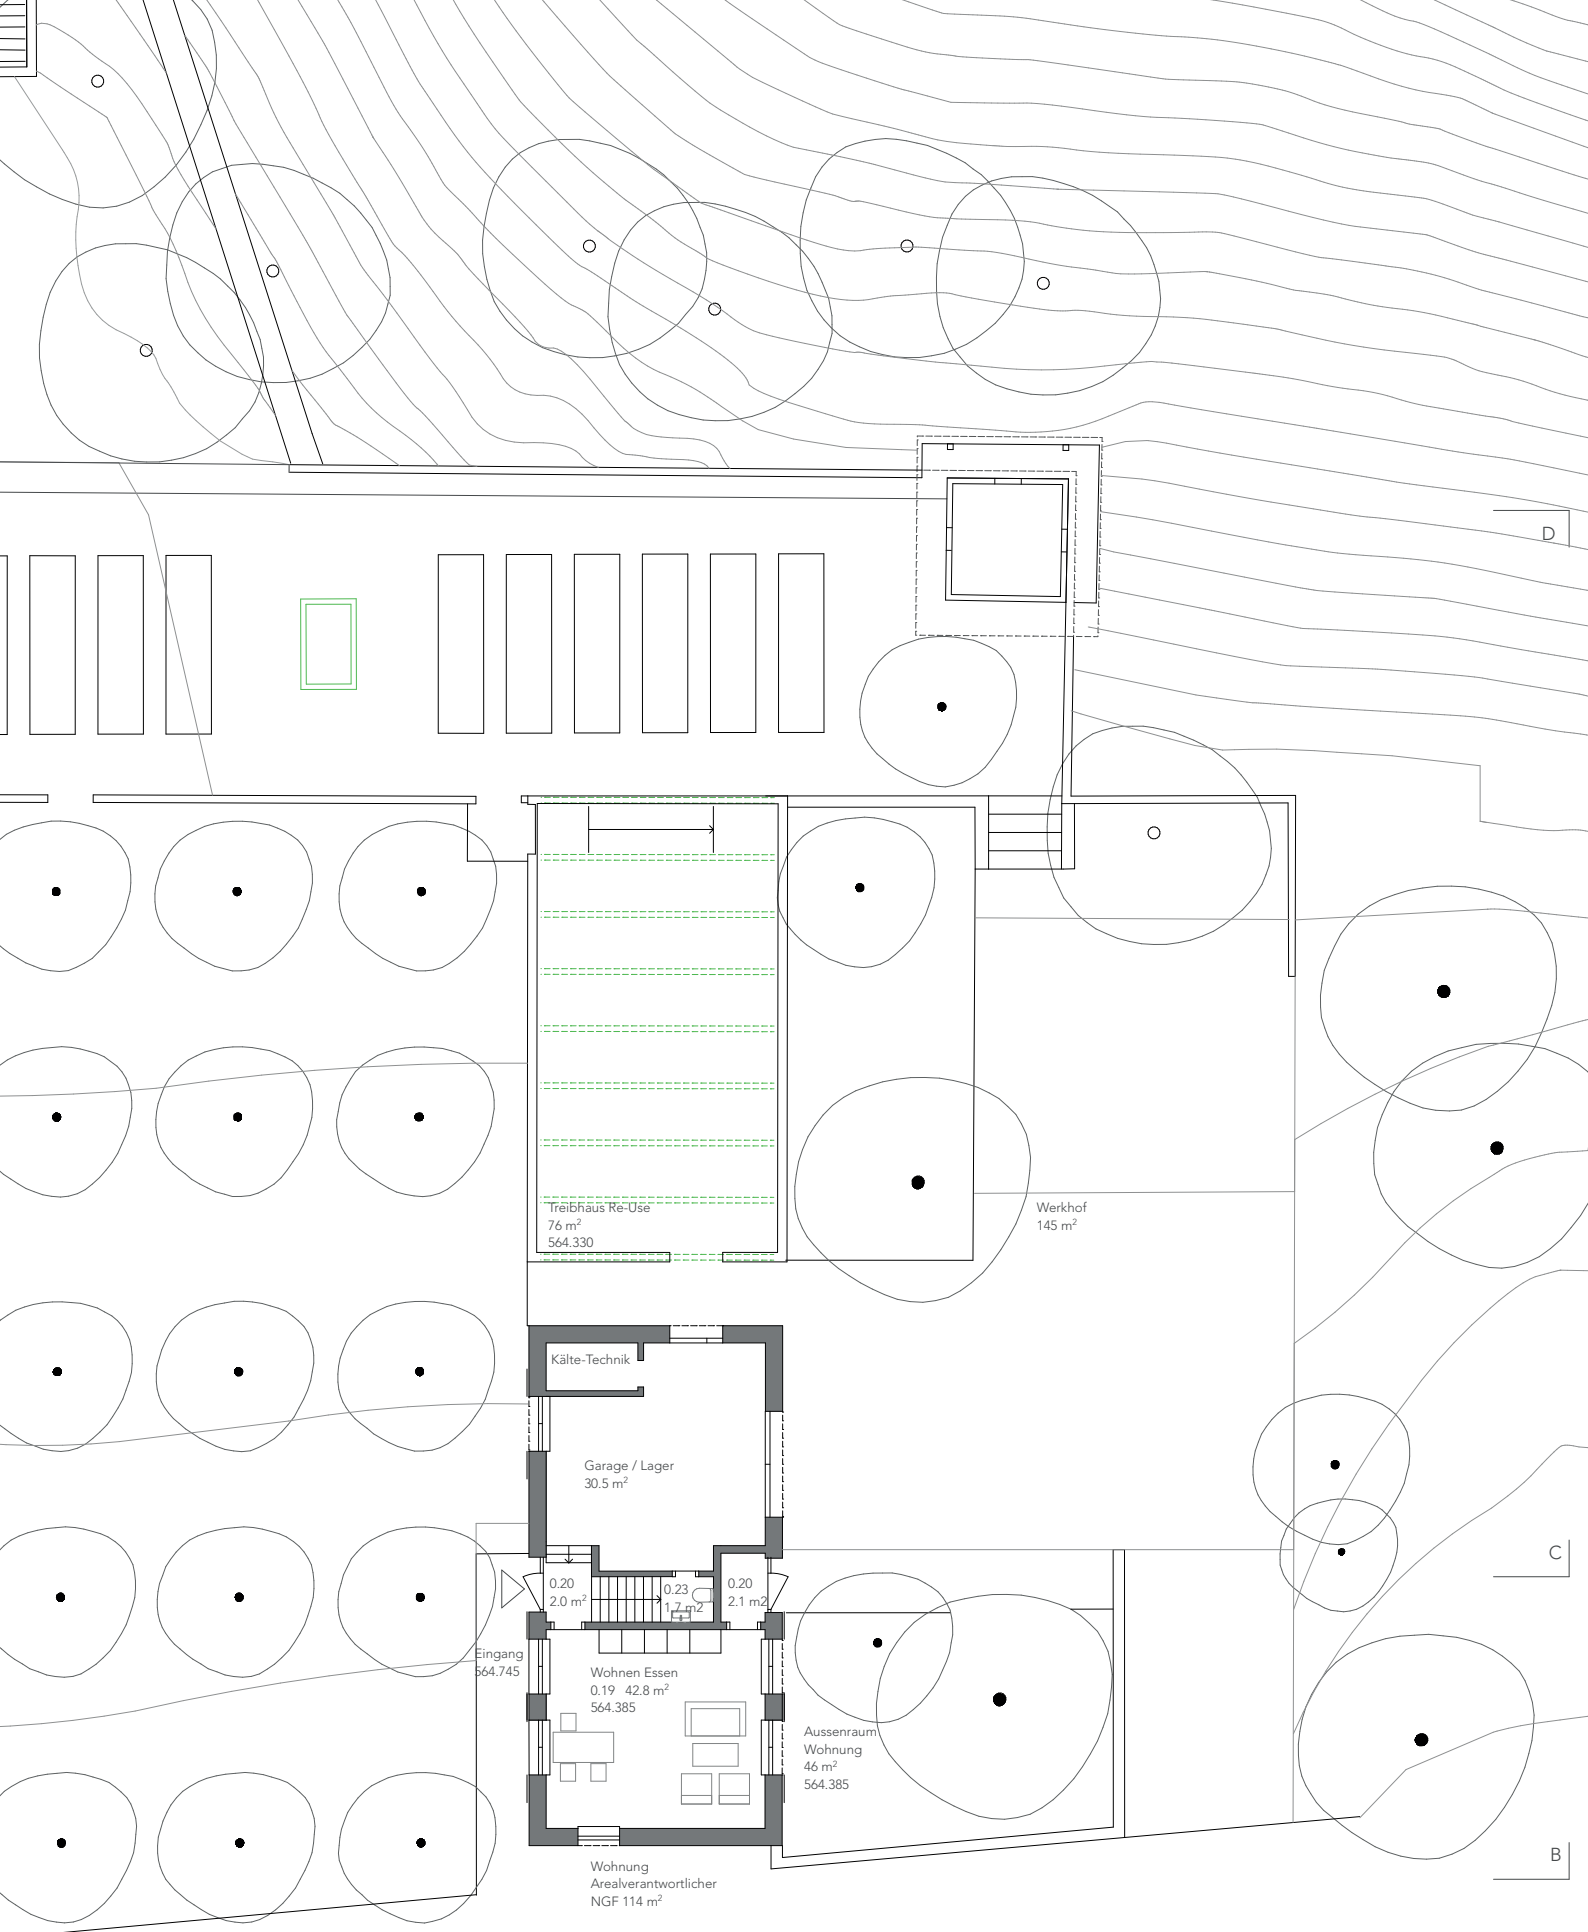 D
Treibhaus Re-Use
76 m²
564.330
Werkhof
145 m²
Kälte-Technik
Garage / Lager
30.5 m²
C
0.20
2.0 m²
0.23
1.7 m2
0.20
2.1 m2
Eingang
564.745
Wohnen Essen
0.19 42.8 m²
564.385
Aussenraum
Wohnung
46 m²
564.385
B
Wohnung
Arealverantwortlicher
NGF 114 m²